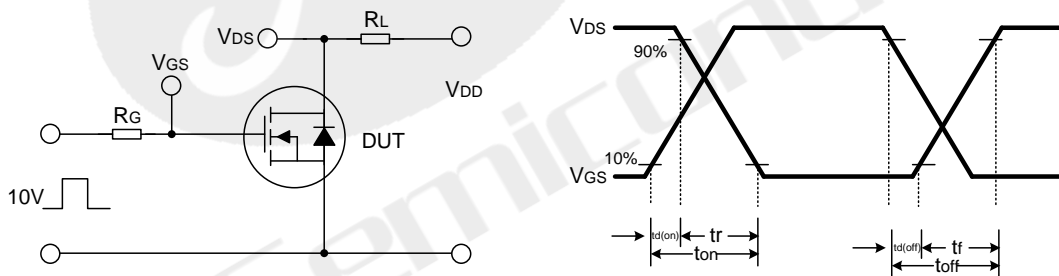 VDS
RL
VGS
VDD
RG
DUT
10V
VDS
90%
10%
VGS
td(on) tr
ton
td(off) tf
toff
emicon